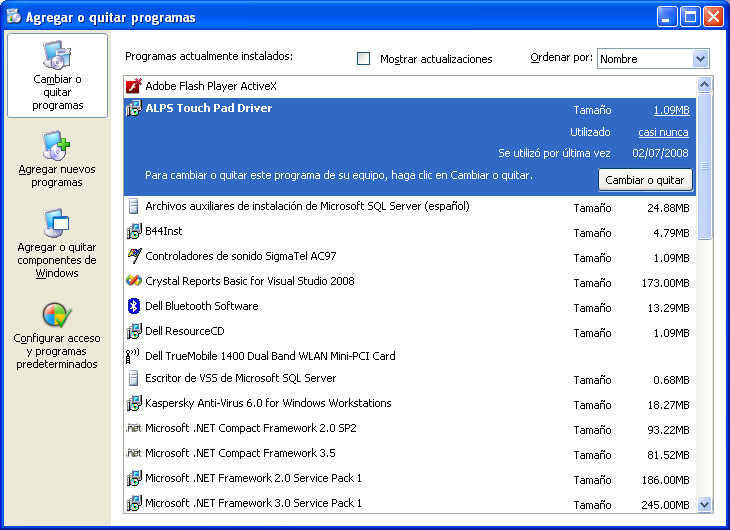 Agregar o quitar programas
Cambiar o
quitar
programas
Agregar nuevos
programas
Agregar o quitar
componentes de
Windows
Configurar acceso
y programas
predeterminados
Programas actualmente instalados:
Mostrar actualizaciones
Ordenar por: Nombre
Adobe Flash Player ActiveX
ALPS Touch Pad Driver Tamaño 1.09MB
Utilizado casi nunca
Se utilizó por última vez 02/07/2008
Para cambiar o quitar este programa de su equipo, haga clic en Cambiar o quitar. Cambiar o quitar
Archivos auxiliares de instalación de Microsoft SQL Server (español) Tamaño 24.88MB
B44Inst Tamaño 4.79MB
Controladores de sonido SigmaTel AC97 Tamaño 1.09MB
Crystal Reports Basic for Visual Studio 2008 Tamaño 173.00MB
Dell Bluetooth Software Tamaño 13.29MB
Dell ResourceCD Tamaño 1.09MB
Dell TrueMobile 1400 Dual Band WLAN Mini-PCI Card
Escritor de VSS de Microsoft SQL Server Tamaño 0.68MB
Kaspersky Anti-Virus 6.0 for Windows Workstations Tamaño 18.27MB
.net Microsoft .NET Compact Framework 2.0 SP2 Tamaño 93.22MB
.net Microsoft .NET Compact Framework 3.5 Tamaño 81.52MB
Microsoft .NET Framework 2.0 Service Pack 1 Tamaño 186.00MB
Microsoft .NET Framework 3.0 Service Pack 1 Tamaño 245.00MB